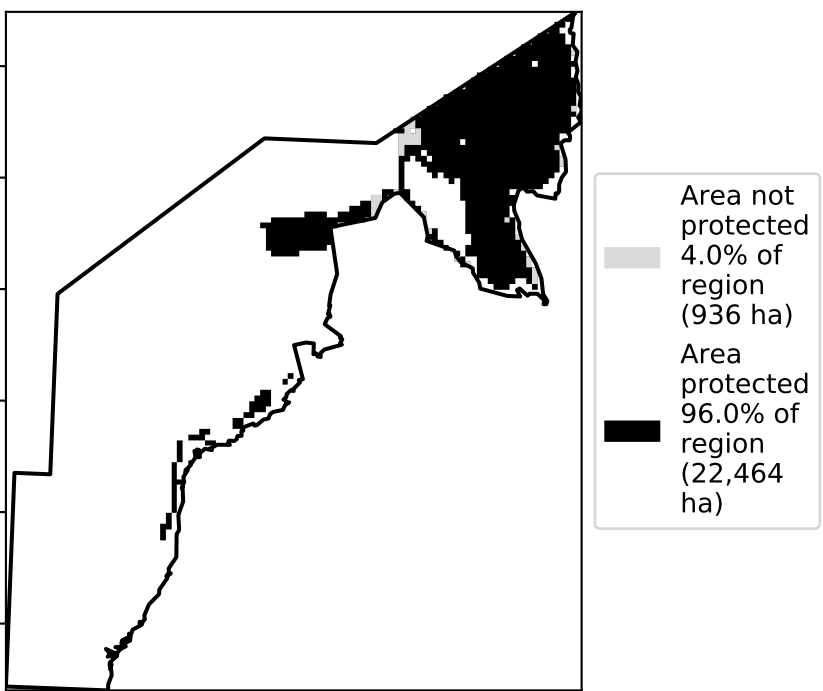 Area not
protected
4.0% of
region
(936 ha)
Area
protected
96.0% of
region
(22,464
ha)